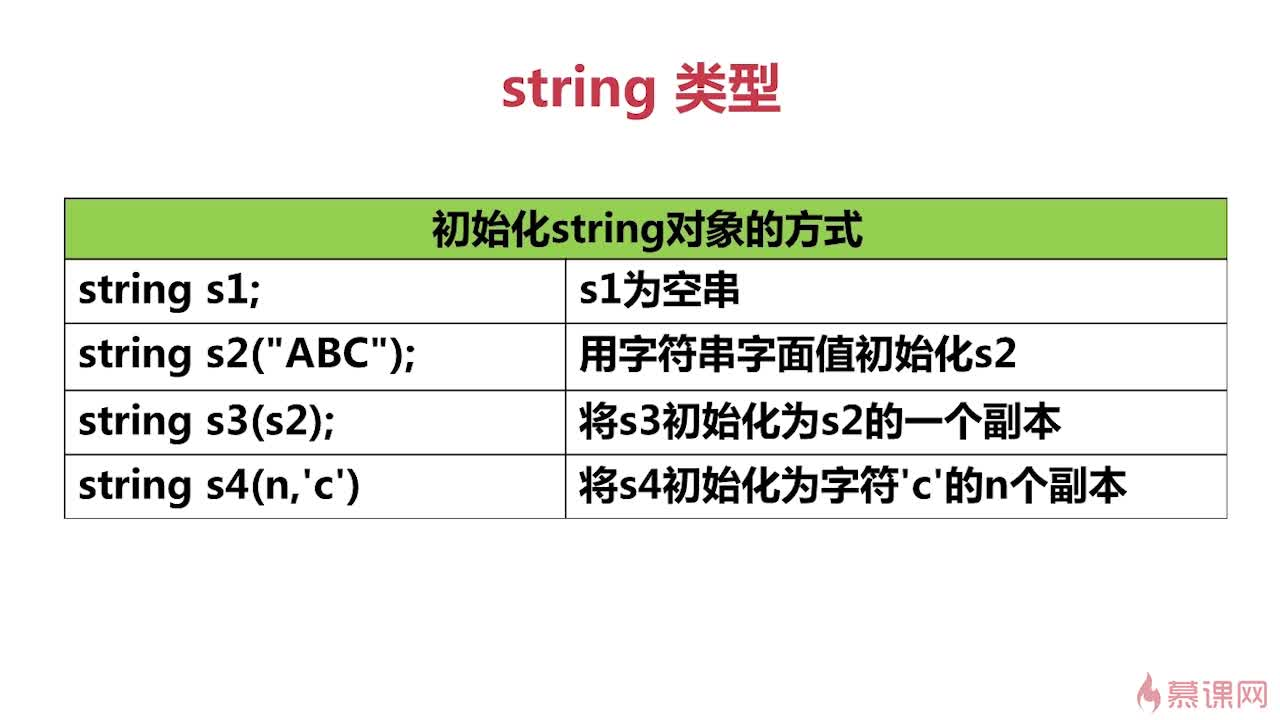 string 类型
初始化string对象的方式
string s1;
s1为空串
string s2("ABC");
用字符串字面值初始化s2
string s3(s2);
将s3初始化为s2的一个副本
string s4(n,'c')
将s4初始化为字符'c'的n个副本
慕课网